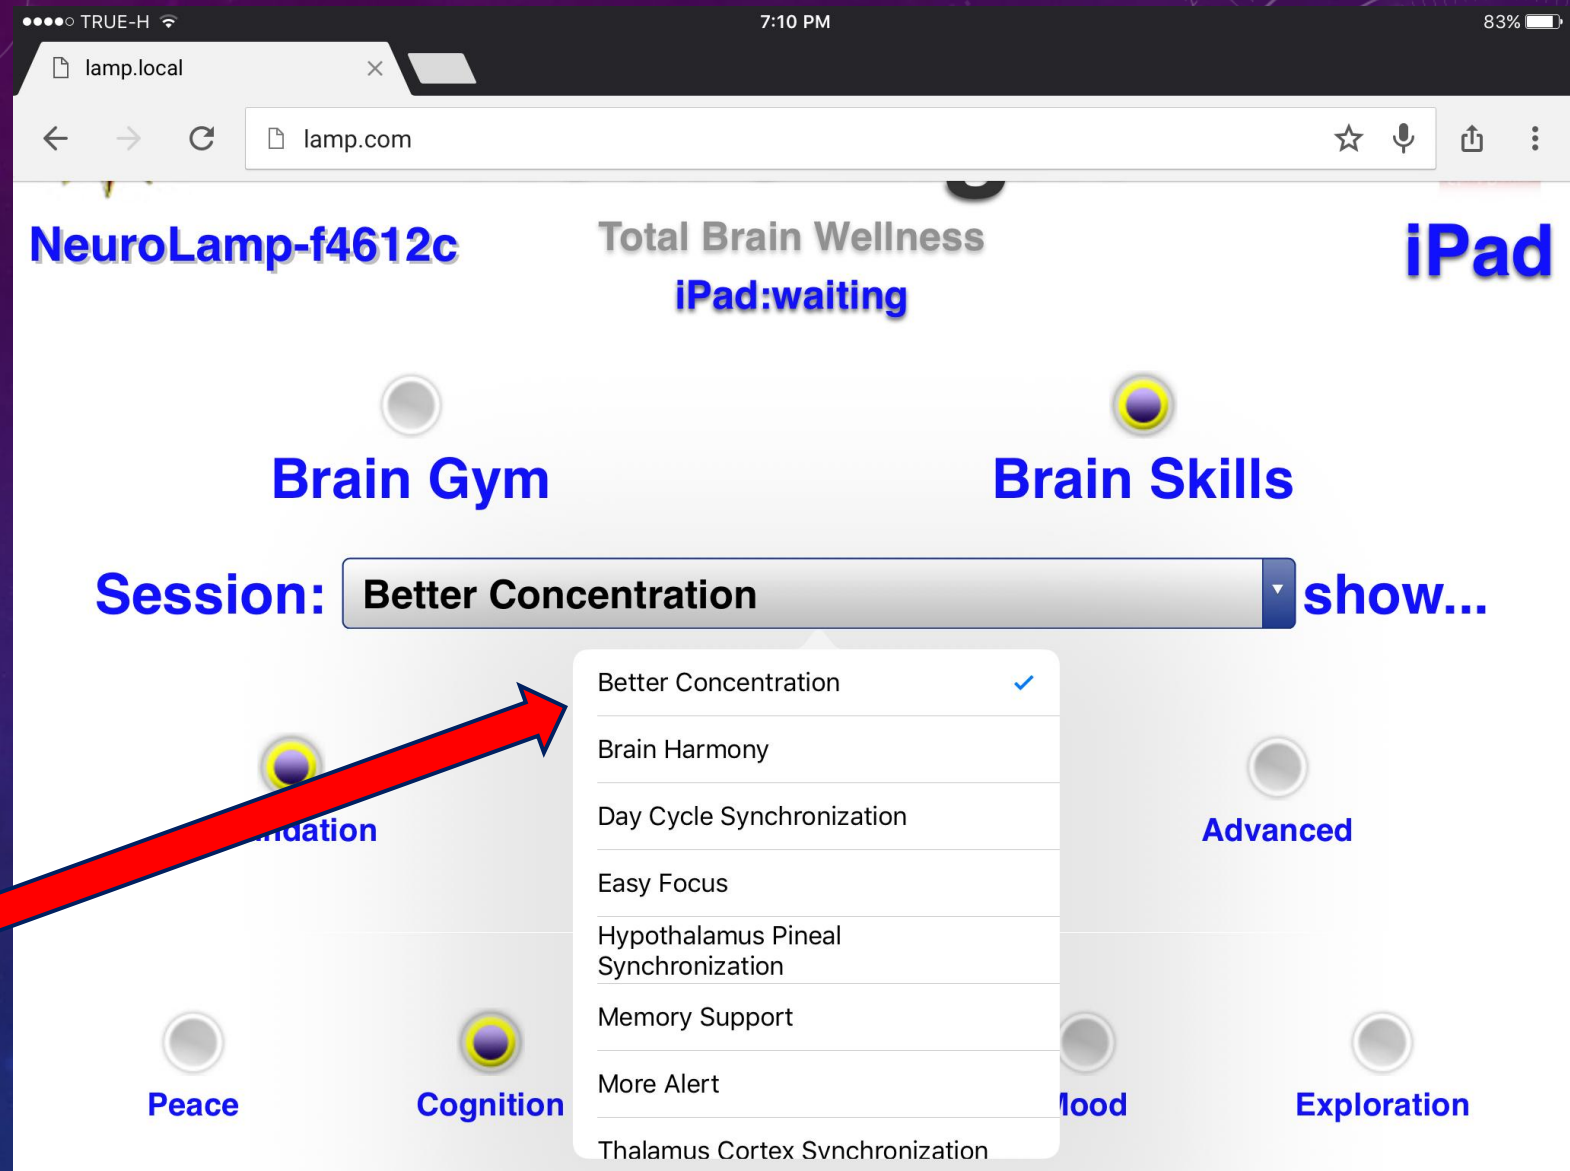 TRUE-H 7:10 PM 83%
lamp.local
lamp.com
NeuroLamp-f4612c
Total Brain Wellness
iPad
iPad:waiting
Brain Gym Brain Skills
Session: Better Concentration show...
Better Concentration
Brain Harmony
Day Cycle Synchronization
Easy Focus
Hypothalamus Pineal
Synchronization
Memory Support
More Alert
Thalamus Cortex Synchronization
Advanced
Peace Cognition Exploration